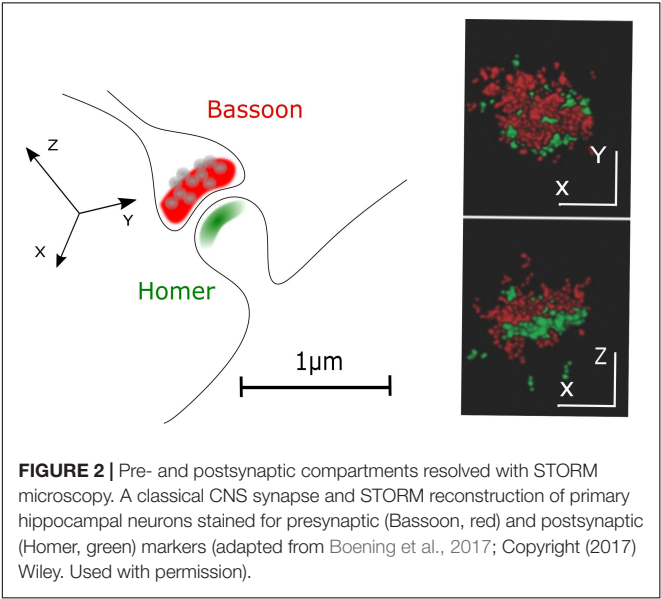 Bassoon
Z
Y
X
Homer
1µm
Y
X
Z
X
FIGURE 2 | Pre- and postsynaptic compartments resolved with STORM
microscopy. A classical CNS synapse and STORM reconstruction of primary
hippocampal neurons stained for presynaptic (Bassoon, red) and postsynaptic
(Homer, green) markers (adapted from Boening et al., 2017; Copyright (2017)
Wiley. Used with permission).